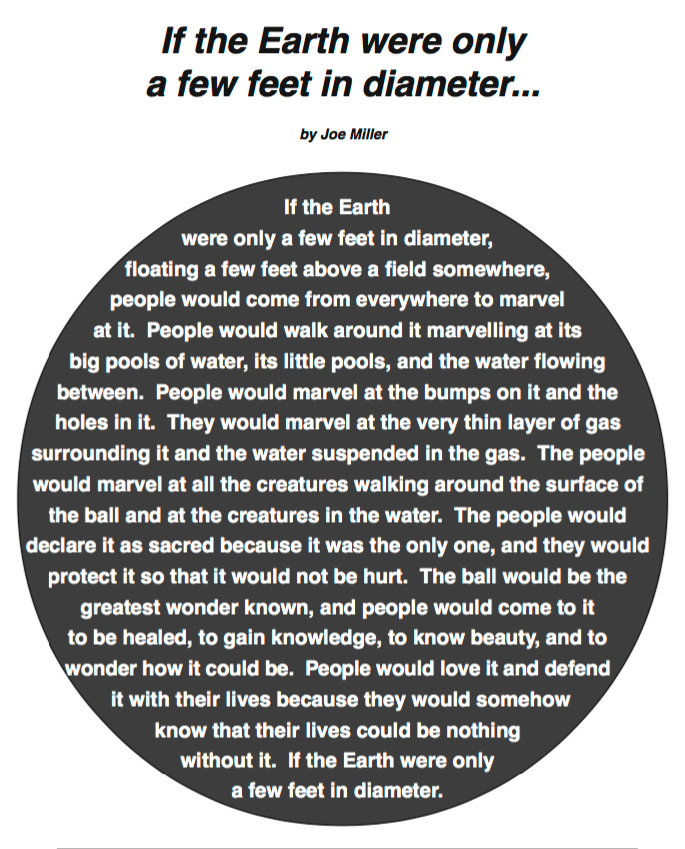 If the Earth were only
a few feet in diameter...
by Joe Miller
If the Earth
were only a few feet in diameter,
floating a few feet above a field somewhere,
people would come from everywhere to marvel
at it.  People would walk around it marvelling at its
big pools of water, its little pools, and the water flowing
between.  People would marvel at the bumps on it and the
holes in it.  They would marvel at the very thin layer of gas
surrounding it and the water suspended in the gas.  The people
would marvel at all the creatures walking around the surface of
the ball and at the creatures in the water.  The people would
declare it as sacred because it was the only one, and they would
protect it so that it would not be hurt.  The ball would be the
greatest wonder known, and people would come to it
to be healed, to gain knowledge, to know beauty, and to
wonder how it could be.  People would love it and defend
it with their lives because they would somehow
know that their lives could be nothing
without it.  If the Earth were only
a few feet in diameter.